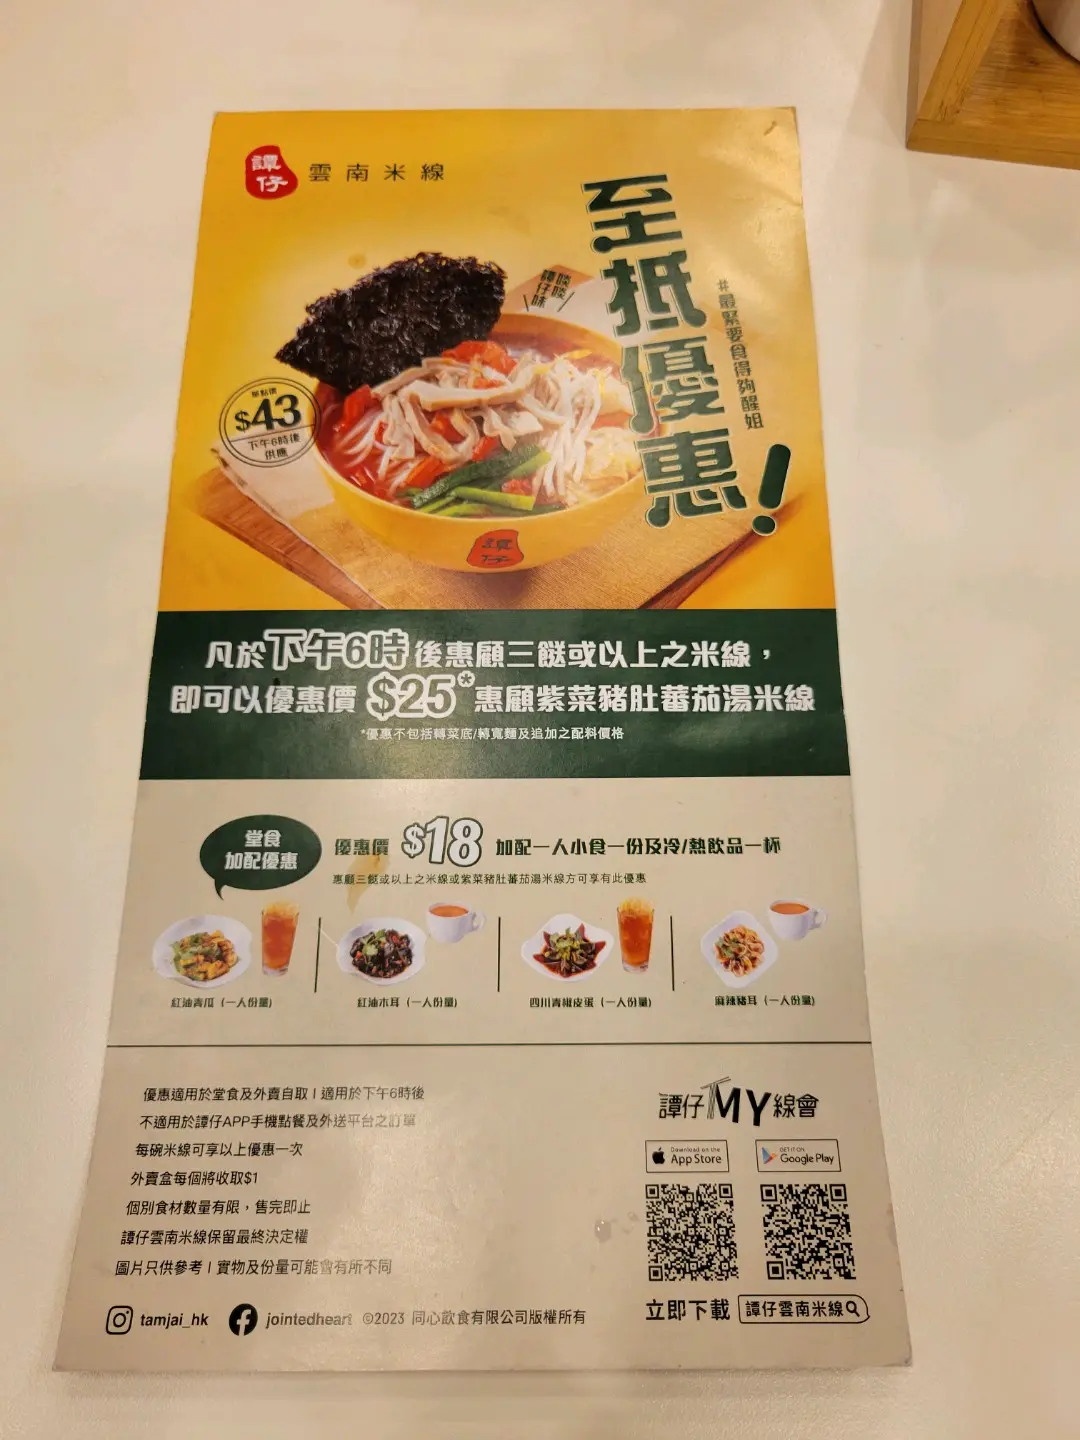 譚仔 雲南米線
至抵優惠!
#最緊要食得夠醒姐
啖啖
譚仔味
單點價
$43
下午6時後
供應
譚仔
凡於下午6時後惠顧三餸或以上之米線，
即可以優惠價 $25* 惠顧紫菜豬肚蕃茄湯米線
*優惠不包括轉菜底/轉寬麵及追加之配料價格
堂食
加配優惠
優惠價 $18 加配一人小食一份及冷/熱飲品一杯
惠顧三餸或以上之米線或紫菜豬肚蕃茄湯米線方可享有此優惠
紅油青瓜 (一人份量)
紅油木耳 (一人份量)
四川青椒皮蛋 (一人份量)
麻辣豬耳 (一人份量)
優惠適用於堂食及外賣自取 | 適用於下午6時後
不適用於譚仔APP手機點餐及外送平台之訂單
每碗米線可享以上優惠一次
外賣盒每個將收取$1
個別食材數量有限，售完即止
譚仔雲南米線保留最終決定權
圖片只供參考 | 實物及份量可能會有所不同
tamjai_hk jointedheart ©2023 同心飲食有限公司版權所有
譚仔MY線會
Download on the
App Store
GET IT ON
Google Play
立即下載 譚仔雲南米線